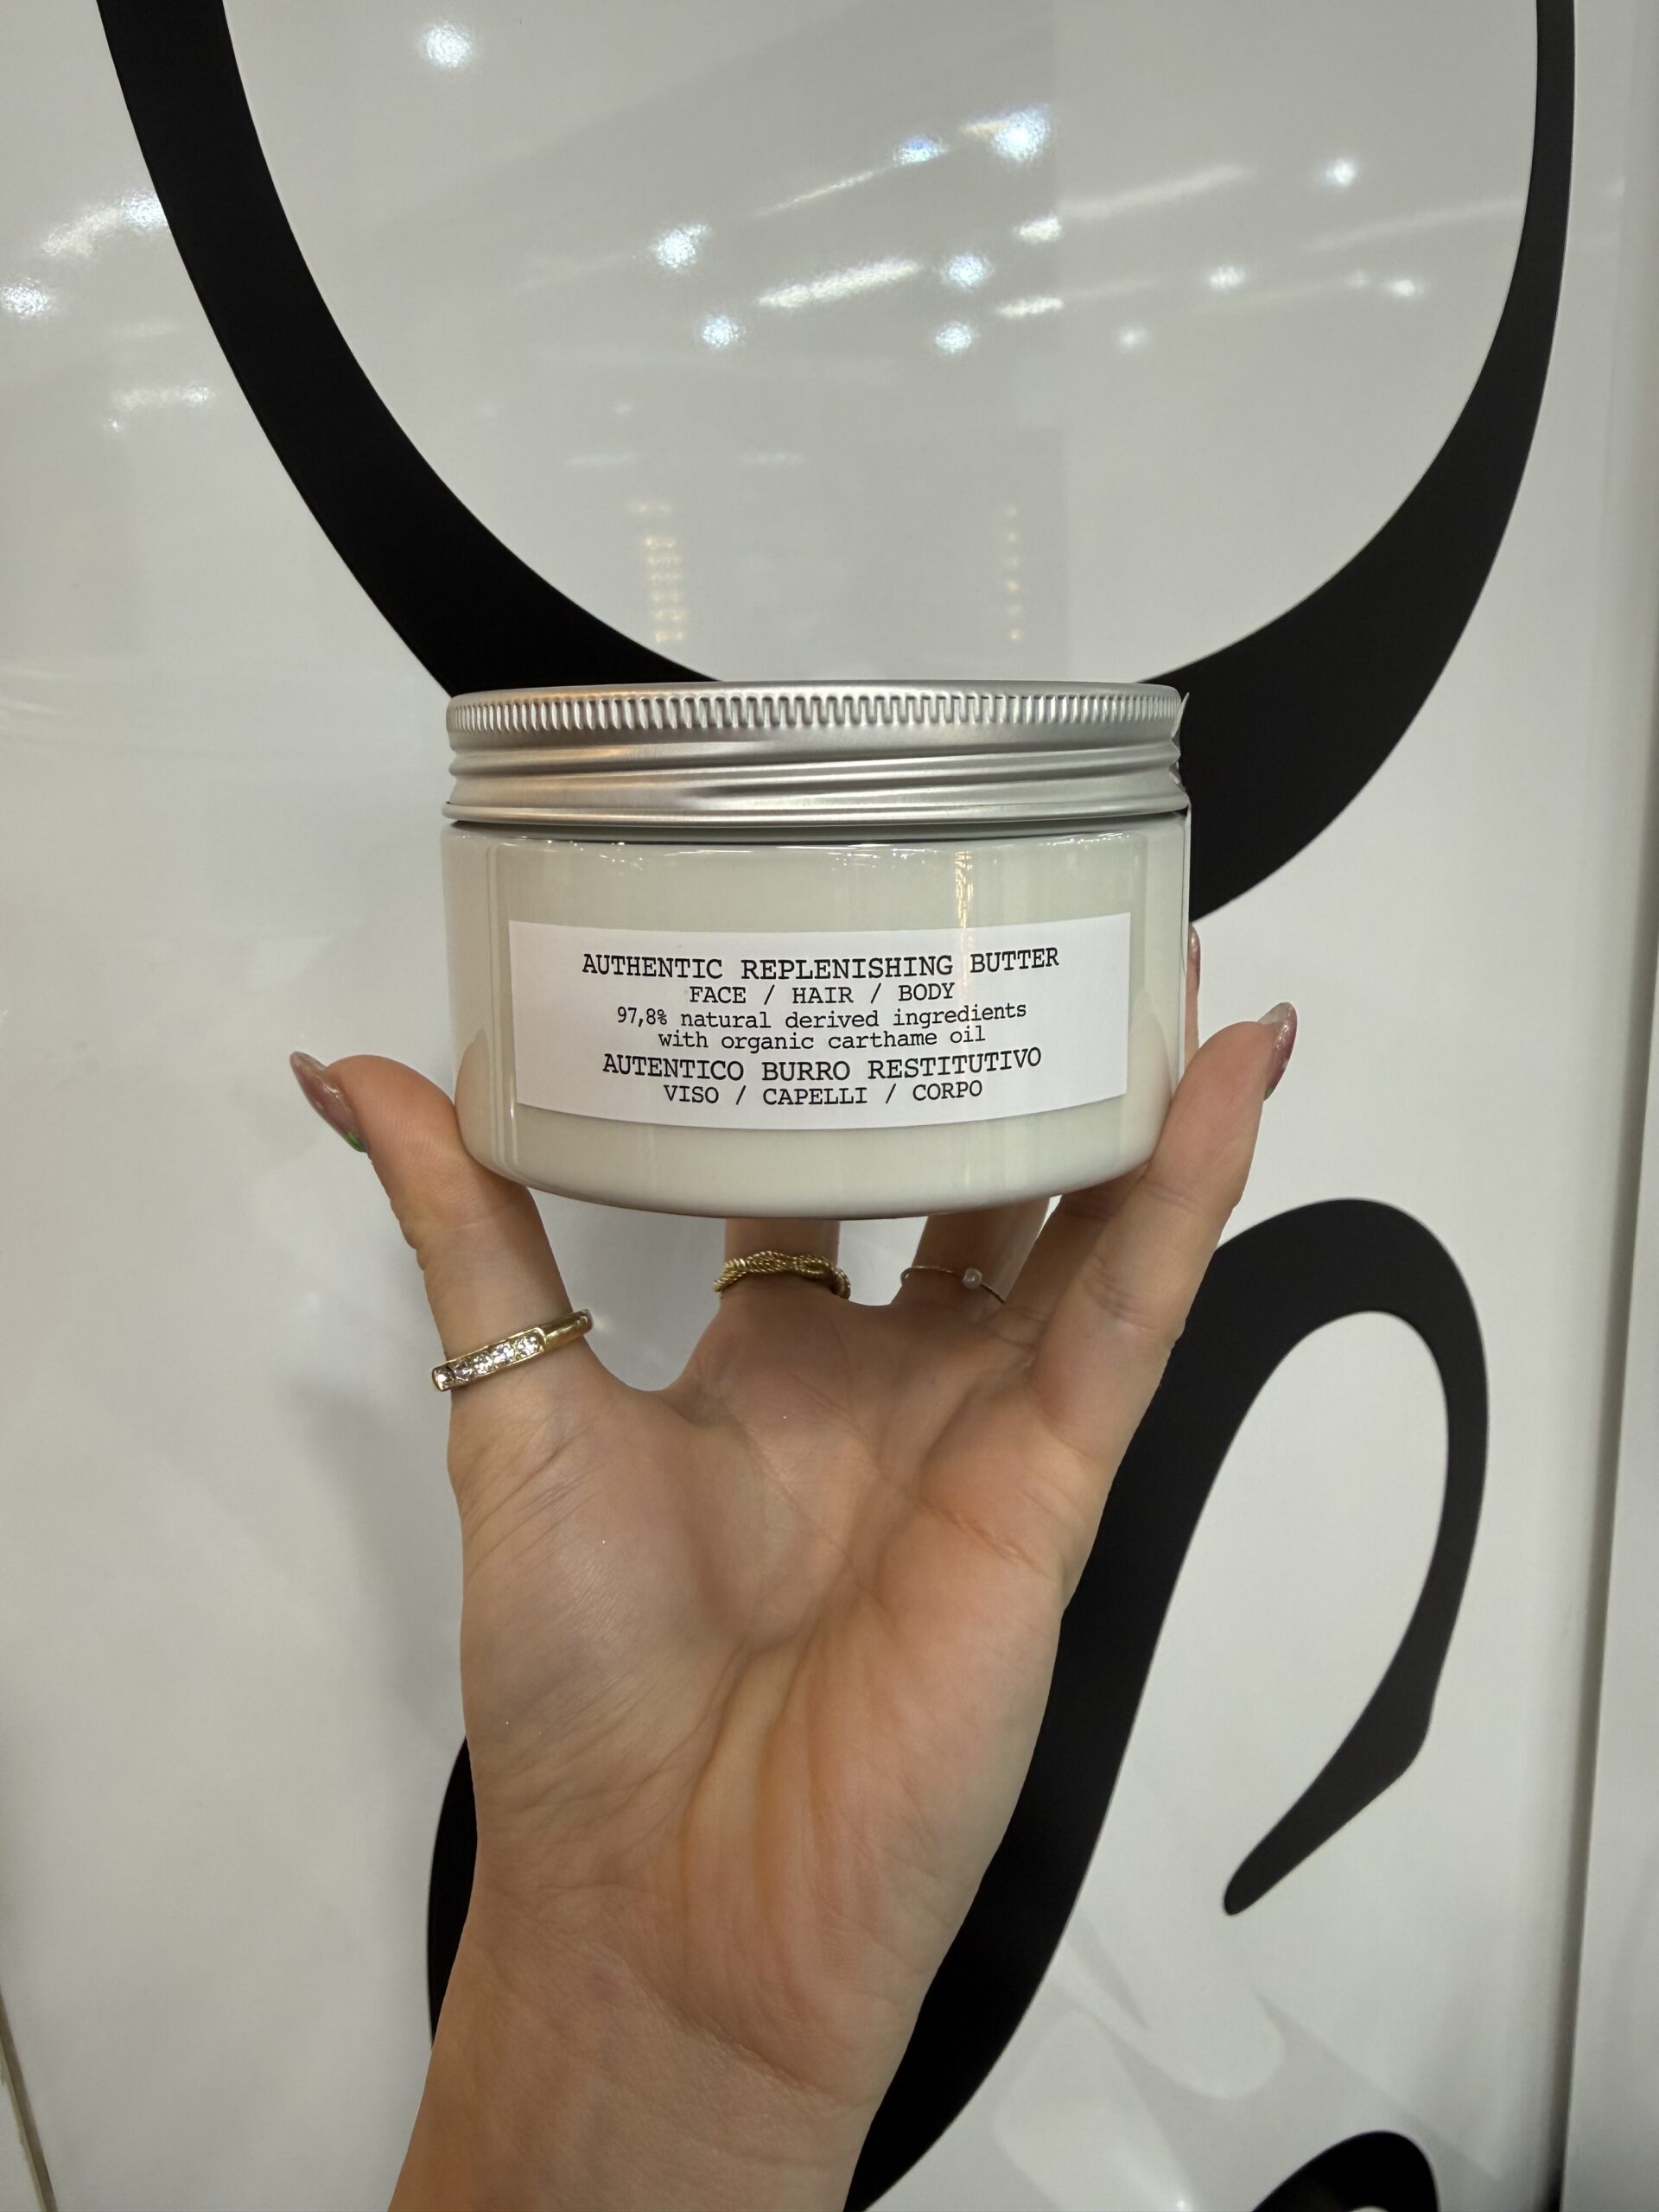 AUTHENTIC REPLENISHING BUTTER
FACE / HAIR / BODY
97,8% natural derived ingredients
with organic carthame oil
AUTENTICO BURRO RESTITUTIVO
VISO / CAPELLI / CORPO